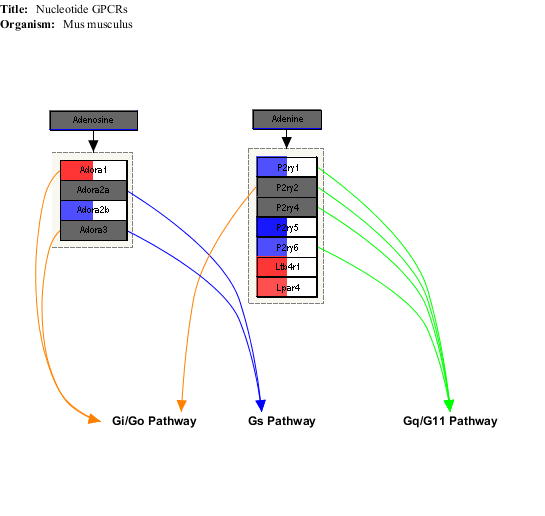 Title: Nucleotide GPCRs
Organism: Mus musculus
Adenosine
Adenine
Adora1
Adora2a
Adora2b
Adora3
P2ry1
P2ry2
P2ry4
P2ry5
P2ry6
Ltb4r1
Lpar4
Gi/Go Pathway
Gs Pathway
Gq/G11 Pathway